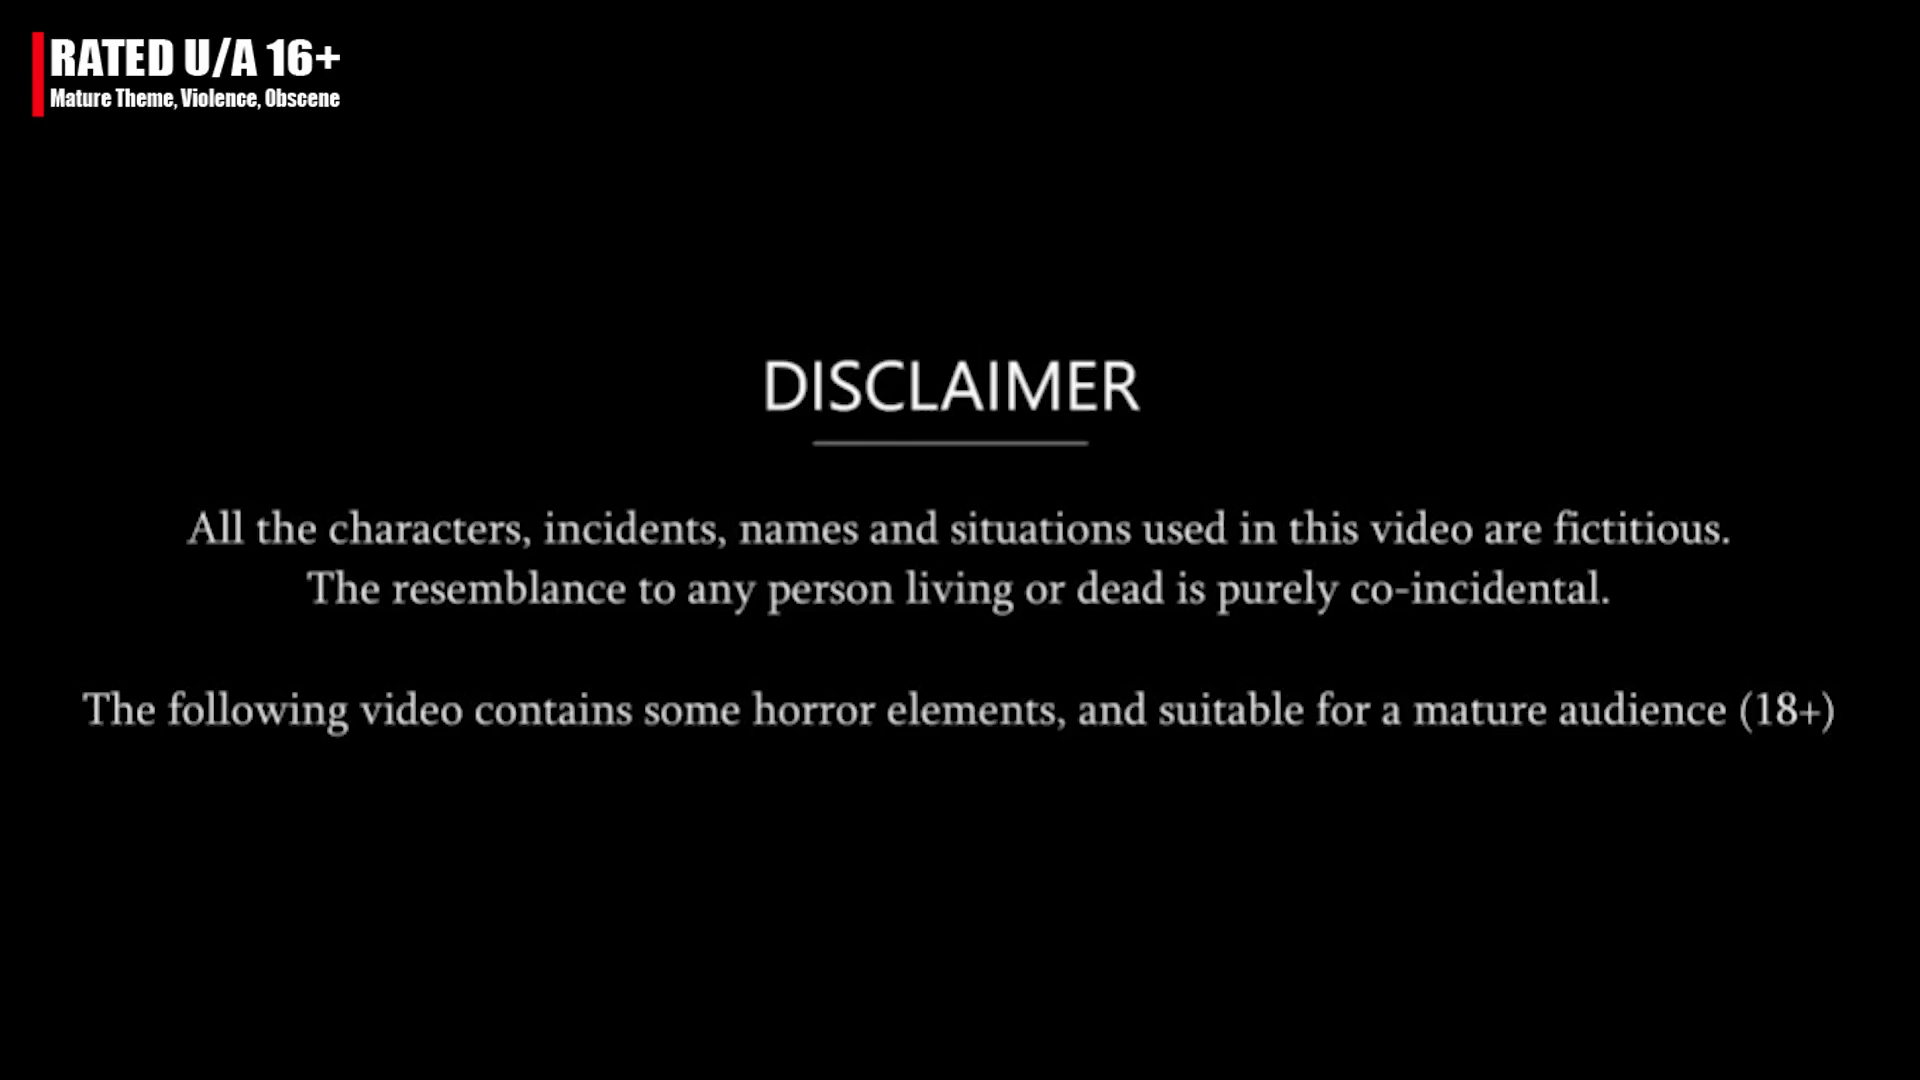 RATED U/A 16+
Mature Theme, Violence, Obscene
DISCLAIMER
All the characters, incidents, names and situations used in this video are fictitious.
The resemblance to any person living or dead is purely co-incidental.
The following video contains some horror elements, and suitable for a mature audience (18+)